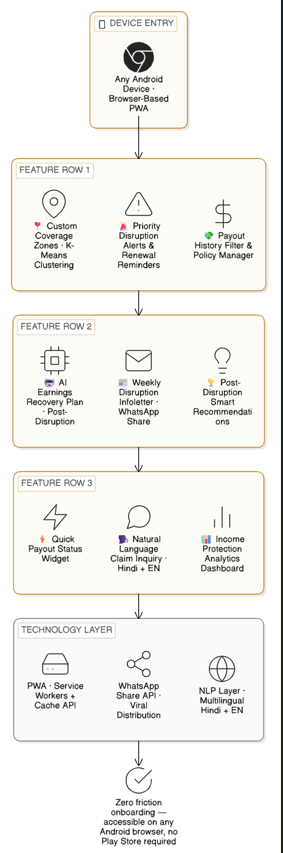 DEVICE ENTRY
Any Android
Device ·
Browser-Based
PWA
FEATURE ROW 1
Custom
Coverage
Zones · K-
Means
Clustering
Priority
Disruption
Alerts &
Renewal
Reminders
Payout
History Filter &
Policy Manager
FEATURE ROW 2
AI
Earnings
Recovery Plan
· Post-
Disruption
Weekly
Disruption
Infoletter ·
WhatsApp
Share
Post-
Disruption
Smart
Recommendati
ons
FEATURE ROW 3
Quick
Payout Status
Widget
Natural
Language
Claim Inquiry ·
Hindi + EN
Income
Protection
Analytics
Dashboard
TECHNOLOGY LAYER
PWA · Service
Workers +
Cache API
WhatsApp
Share API ·
Viral
Distribution
NLP Layer ·
Multilingual
Hindi + EN
Zero friction
onboarding —
accessible on any
Android browser, no
Play Store required